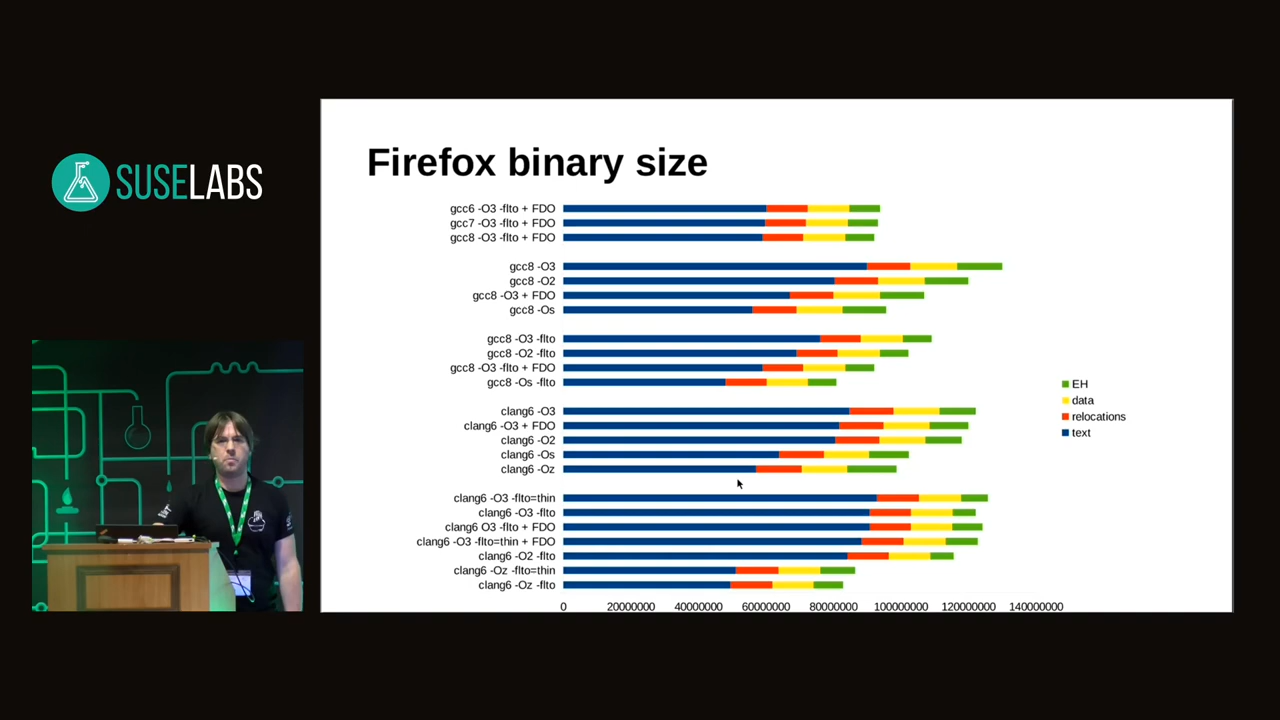 SUSELABS
Firefox binary size
gcc6 -O3 -flto + FDO
gcc7 -O3 -flto + FDO
gcc8 -O3 -flto + FDO
gcc8 -O3
gcc8 -O2
gcc8 -O3 + FDO
gcc8 -Os
gcc8 -O3 -flto
gcc8 -O2 -flto
gcc8 -O3 -flto + FDO
gcc8 -Os -flto
clang6 -O3
clang6 -O3 + FDO
clang6 -O2
clang6 -Os
clang6 -Oz
clang6 -O3 -flto=thin
clang6 -O3 -flto
clang6 O3 -flto + FDO
clang6 -O3 -flto=thin + FDO
clang6 -O2 -flto
clang6 -Oz -flto=thin
clang6 -Oz -flto
0 20000000 40000000 60000000 80000000 100000000 120000000 140000000
EH
data
relocations
text